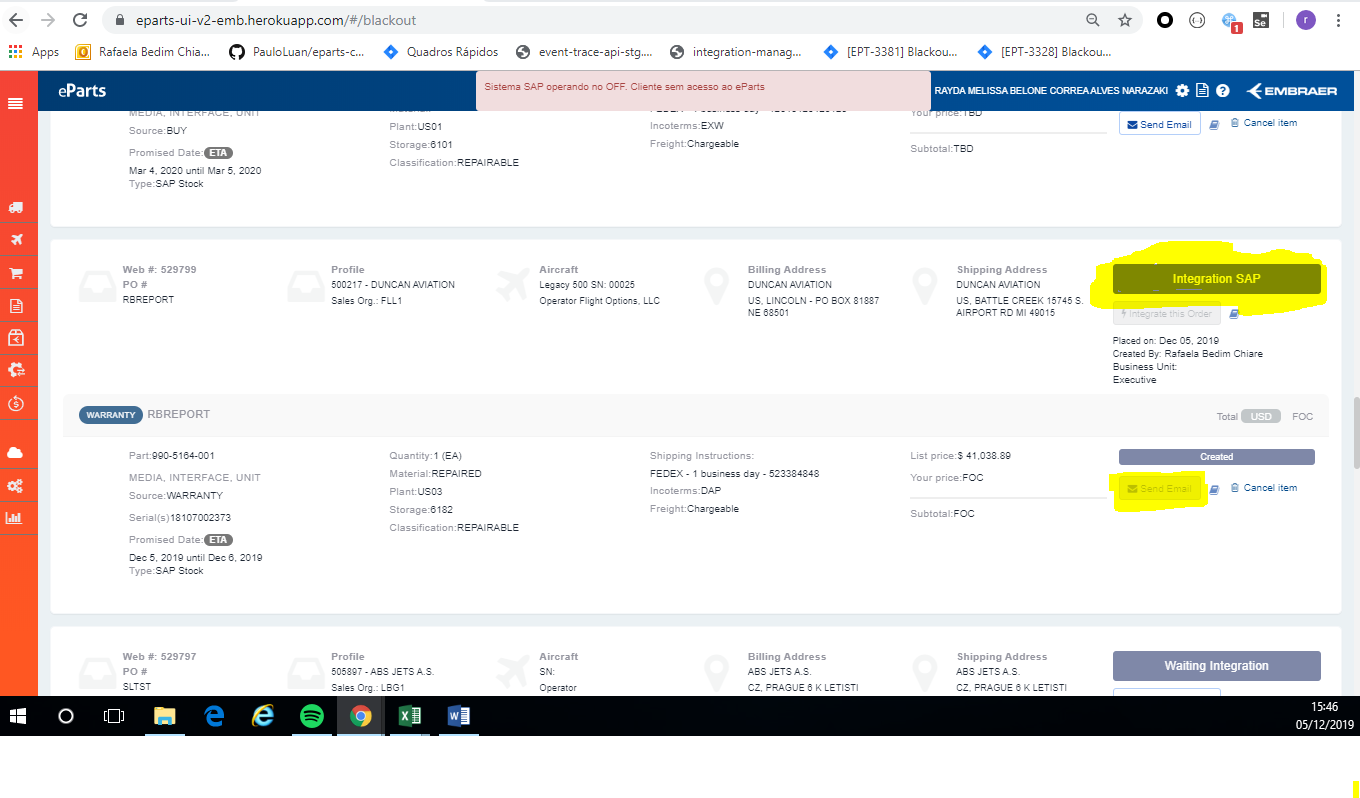 eparts-ui-v2-emb.herokuapp.com/#/blackout
1
Se
r
Apps
Rafaela Bedim Chiare...
PauloLuan/eparts-c...
Quadros Rápidos
event-trace-api-stg....
integration-manag...
[EPT-3381] Blackou...
[EPT-3328] Blackou...
eParts
Sistema SAP operando no OFF. Cliente sem acesso ao eParts
RAYDA MELISSA BELONE CORREA ALVES NARAZAKI
EMBRAER
MEDIA, INTERFACE, UNIT
Source:BUY
Promised Date: ETA
Mar 4, 2020 until Mar 5, 2020
Type:SAP Stock
Plant:US01
Storage:6101
Classification:REPAIRABLE
Incoterms:EXW
Freight:Chargeable
Your price:TBD
Subtotal:TBD
Send Email
Cancel item
Web #: 529799
PO #
RBREPORT
Profile
500217 - DUNCAN AVIATION
Sales Org.: FLL1
Aircraft
Legacy 500 SN: 00025
Operator Flight Options, LLC
Billing Address
DUNCAN AVIATION
US, LINCOLN - PO BOX 81887
NE 68501
Shipping Address
DUNCAN AVIATION
US, BATTLE CREEK 15745 S.
AIRPORT RD MI 49015
Integration SAP
Integrate this Order
Placed on: Dec 05, 2019
Created By: Rafaela Bedim Chiare
Business Unit:
Executive
WARRANTY RBREPORT
Total USD FOC
Part:990-5164-001
MEDIA, INTERFACE, UNIT
Source:WARRANTY
Serial(s)18107002373
Promised Date: ETA
Dec 5, 2019 until Dec 6, 2019
Type:SAP Stock
Quantity:1 (EA)
Material:REPAIRED
Plant:US03
Storage:6182
Classification:REPAIRABLE
Shipping Instructions:
FEDEX - 1 business day - 523384848
Incoterms:DAP
Freight:Chargeable
List price:$ 41,038.89
Your price:FOC
Subtotal:FOC
Created
Send Email
Cancel item
Web #: 529797
PO #
SLTST
Profile
505897 - ABS JETS A.S.
Sales Org.: LBG1
Aircraft
SN:
Operator
Billing Address
ABS JETS A.S.
CZ, PRAGUE 6 K LETISTI
Shipping Address
ABS JETS A.S.
CZ, PRAGUE 6 K LETISTI
Waiting Integration
15:46
05/12/2019